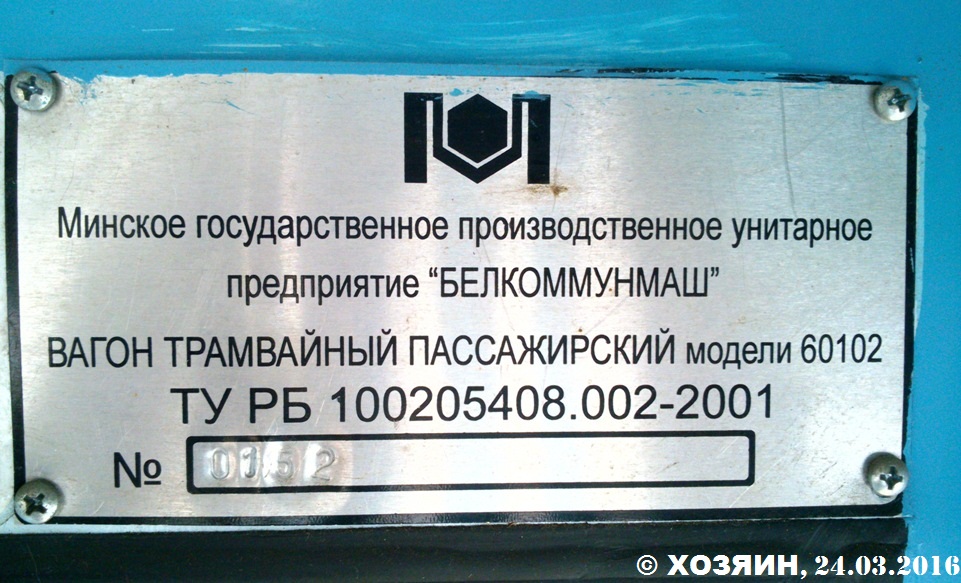 Минское государственное производственное унитарное
предприятие “БЕЛКОММУНМАШ”
ВАГОН ТРАМВАЙНЫЙ ПАССАЖИРСКИЙ модели 60102
ТУ РБ 100205408.002-2001
№ 0152
© ХОЗЯИН, 24.03.2016